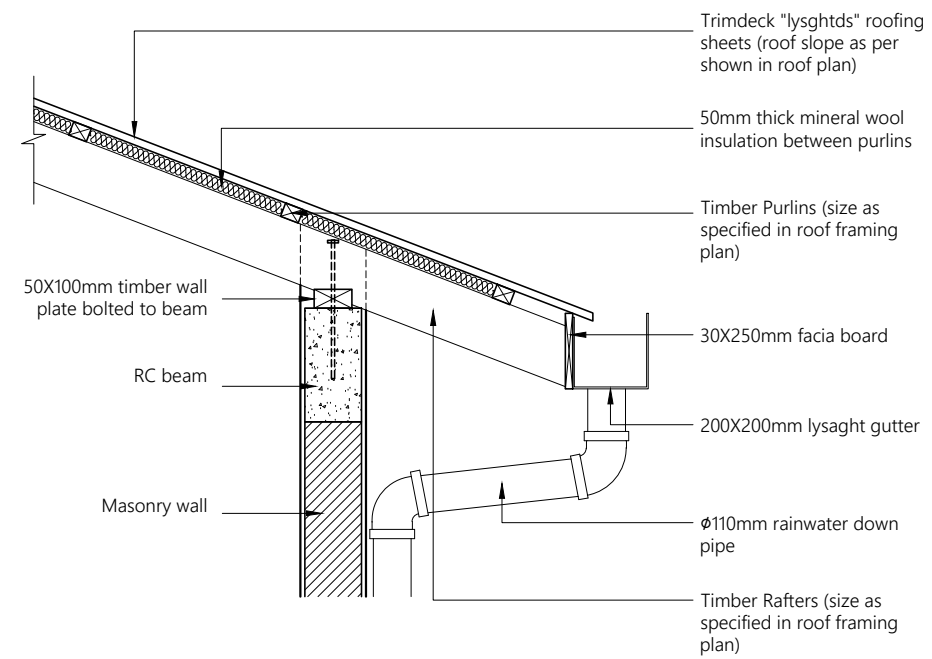 Trimdeck "lysghtds" roofing
sheets (roof slope as per
shown in roof plan)
50mm thick mineral wool
insulation between purlins
Timber Purlins (size as
specified in roof framing
plan)
50X100mm timber wall
plate bolted to beam
30X250mm facia board
RC beam
200X200mm lysaght gutter
Masonry wall
ø110mm rainwater down
pipe
Timber Rafters (size as
specified in roof framing
plan)